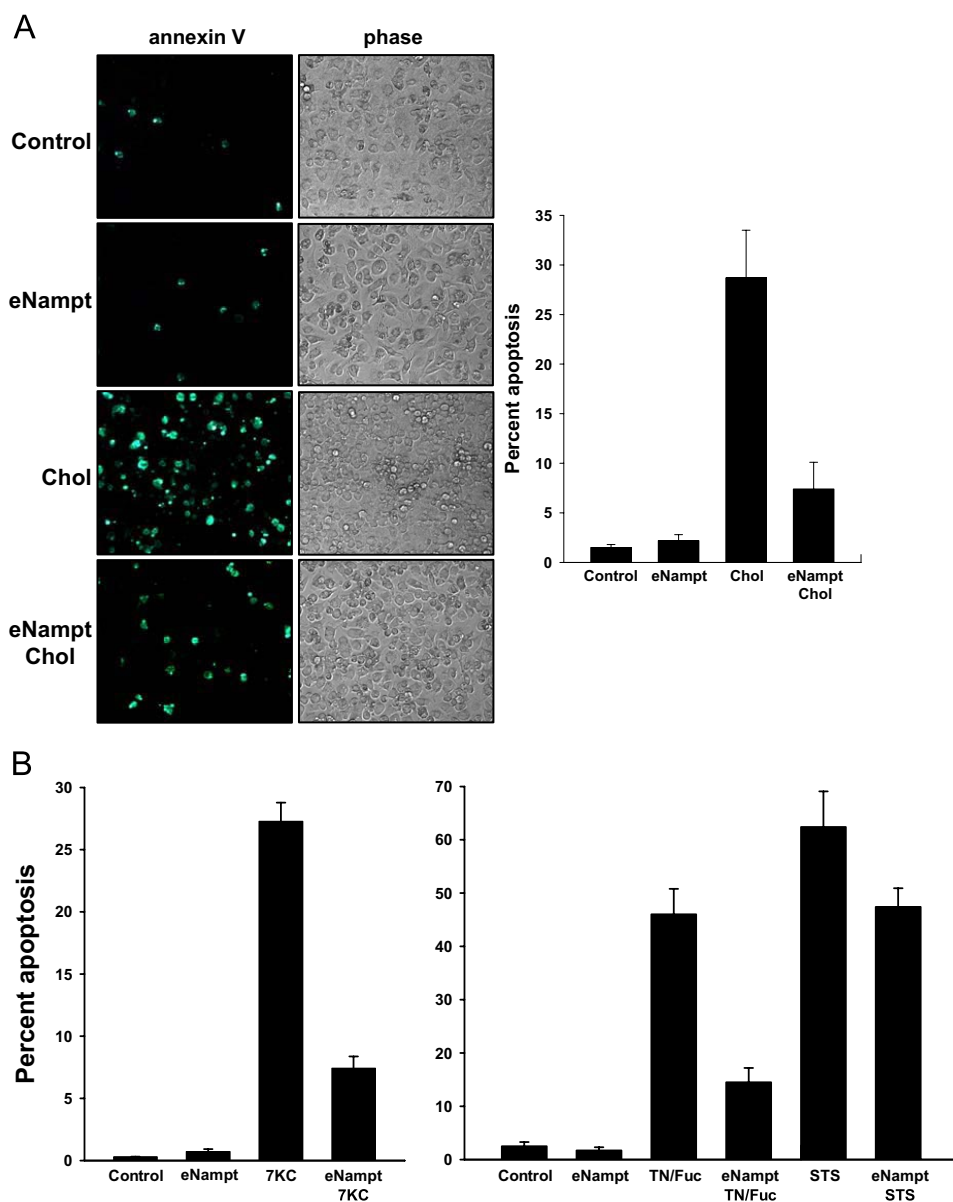 A
annexin V phase
Control
eNampt
Chol
eNampt
Chol
Percent apoptosis
35
30
25
20
15
10
5
0
Control eNampt Chol eNampt
Chol
B
Percent apoptosis
30
25
20
15
10
5
0
Control eNampt 7KC eNampt
7KC
70
60
50
40
30
20
10
0
Control eNampt TN/Fuc eNampt STS eNampt
TN/Fuc STS